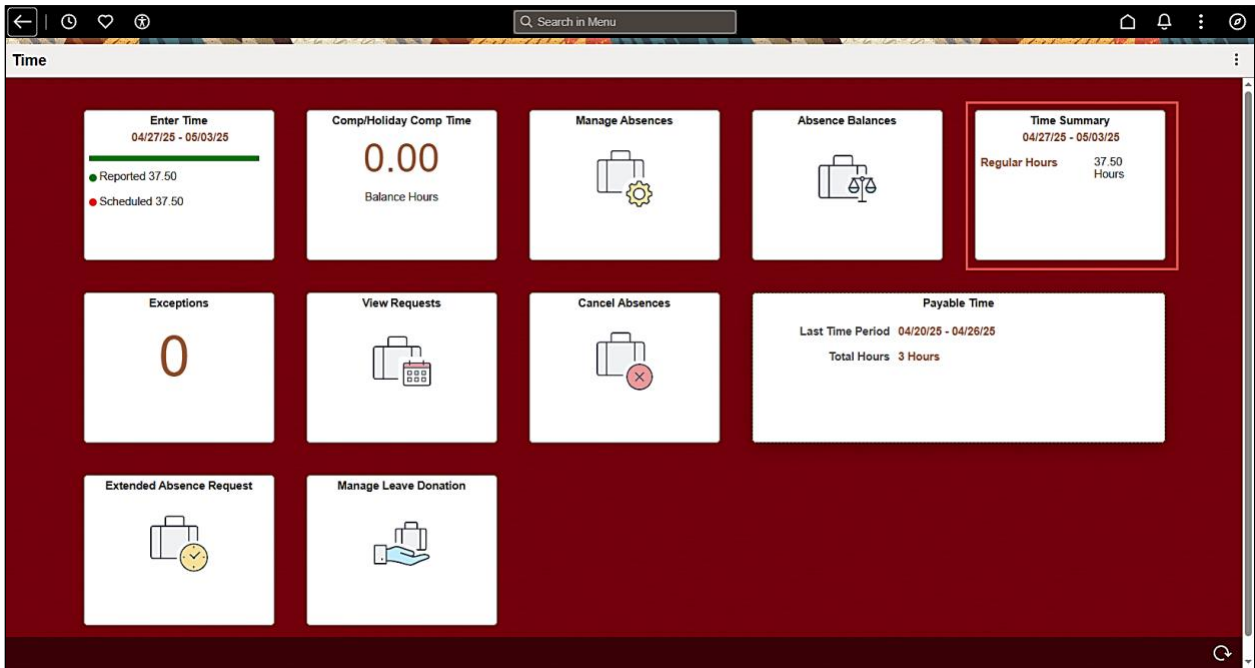 Search in Menu
Time
Enter Time
04/27/25 - 05/03/25
Reported 37.50
Scheduled 37.50
Comp/Holiday Comp Time
0.00
Balance Hours
Manage Absences
Absence Balances
Time Summary
04/27/25 - 05/03/25
Regular Hours 37.50
Hours
Exceptions
0
View Requests
Cancel Absences
Payable Time
Last Time Period 04/20/25 - 04/26/25
Total Hours 3 Hours
Extended Absence Request
Manage Leave Donation